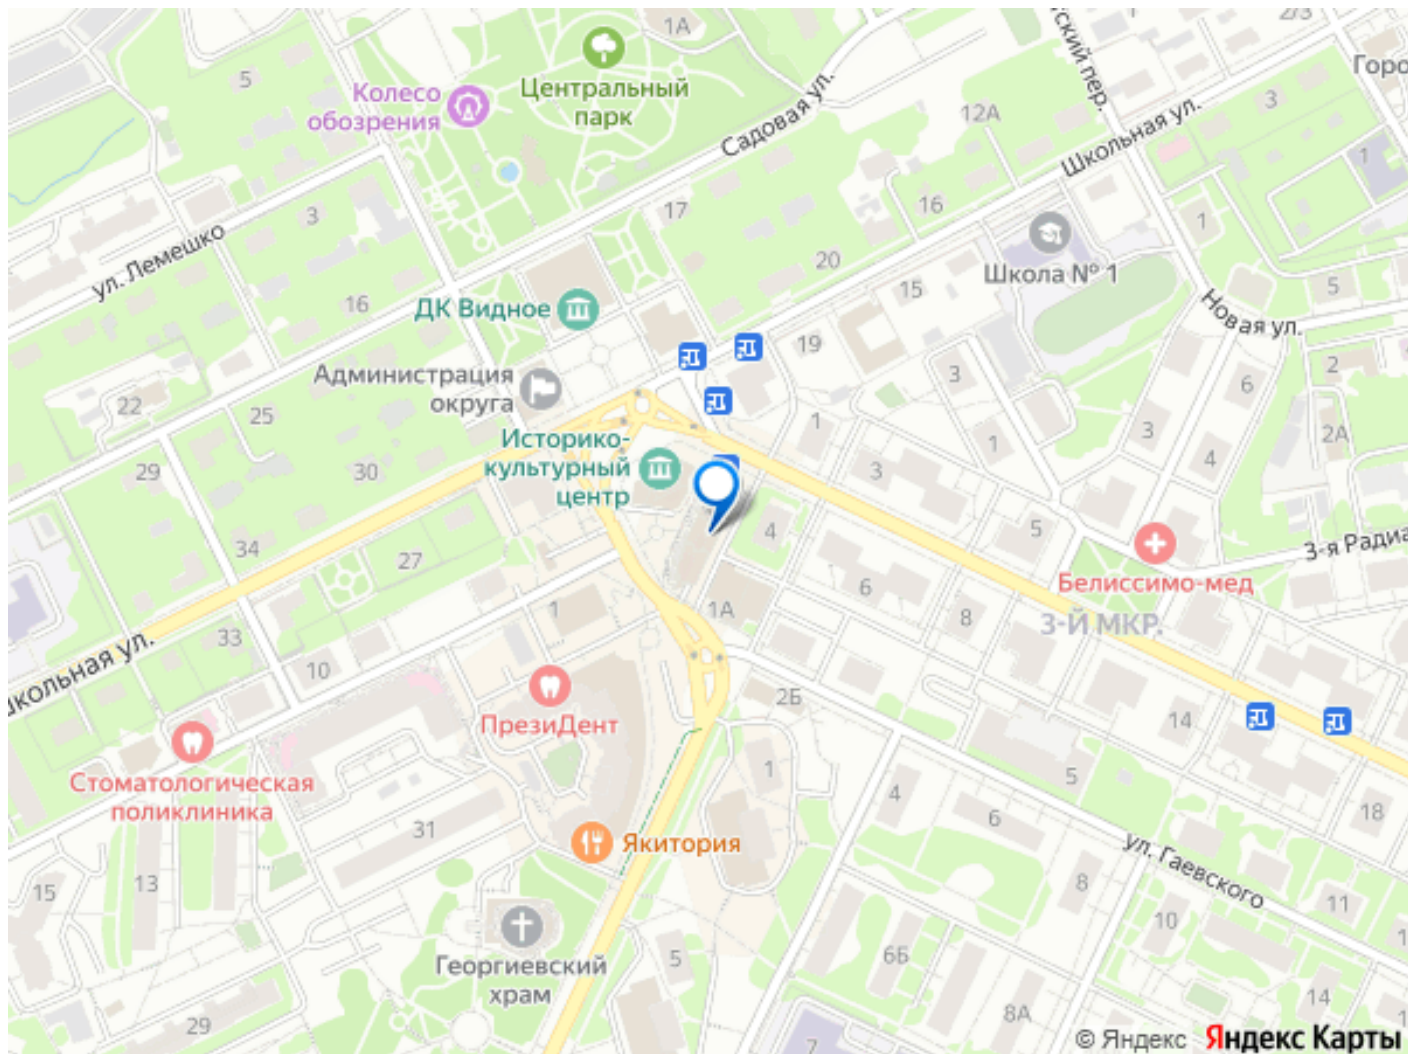 1А
1
2/3
Центральный
парк
Колесо
обозрения
5
Садовая ул.
ский пер.
Горо
12А
3
Школьная ул.
1
ул. Лемешко
3
17
16
1
Школа № 1
20
15
5
Новая ул.
16
ДК Видное
19
2
Администрация
округа
3
6
22
25
1
Историко-
культурный
центр
29
30
3
1
3
4
2А
34
4
5
3-я Радиа
27
6
Белиссимо-мед
1
1А
8
3-Й МКР.
33
школьная ул.
10
2Б
14
ПрезиДент
Стоматологическая
поликлиника
1
5
4
6
18
31
Якитория
ул. Гаевского
15
13
8
11
10
Георгиевский
храм
5
6Б
1
29
8А
14
7
© Яндекс Яндекс Карты